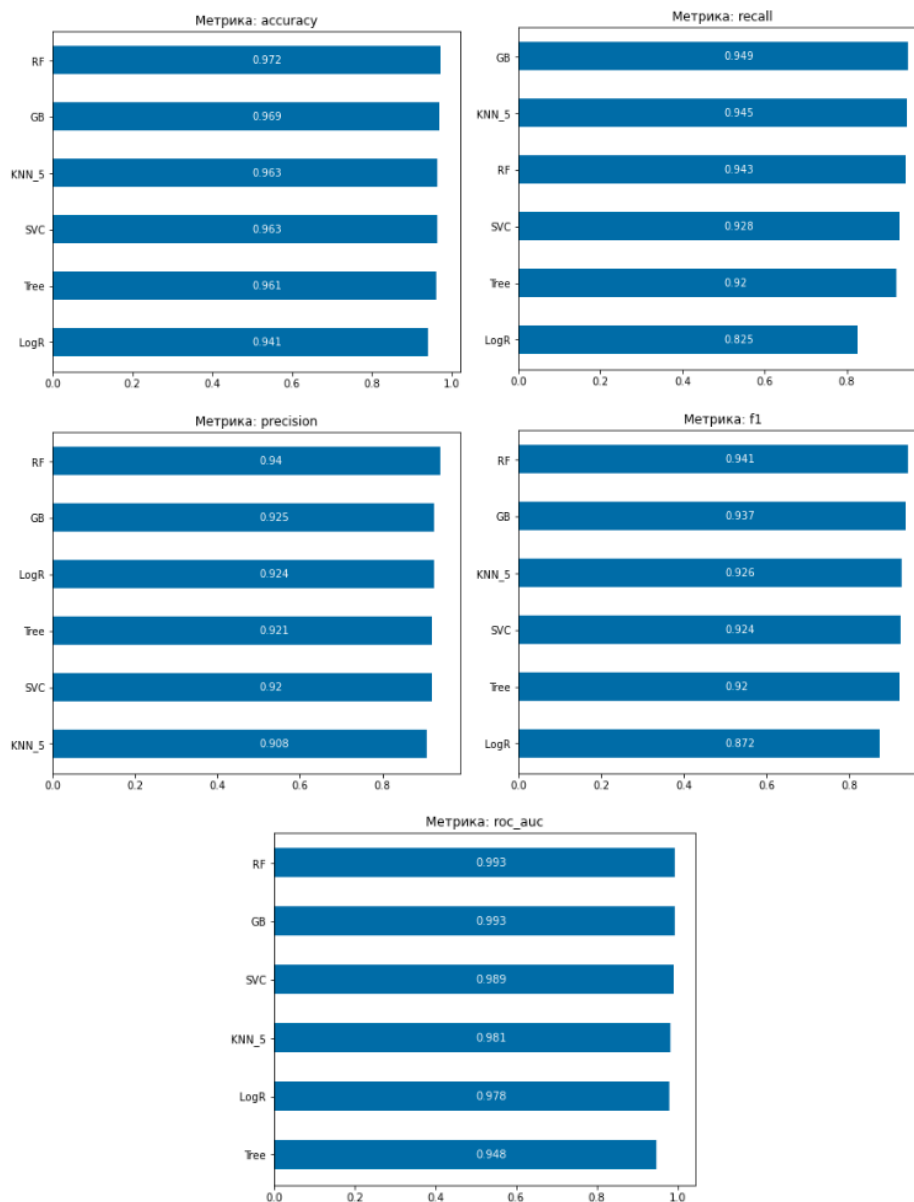 Метрика: accuracy
RF
0.972
GB
0.969
KNN_5
0.963
SVC
0.963
Tree
0.961
LogR
0.941
0.0 0.2 0.4 0.6 0.8 1.0
Метрика: recall
GB
0.949
KNN_5
0.945
RF
0.943
SVC
0.928
Tree
0.92
LogR
0.825
0.0 0.2 0.4 0.6 0.8
Метрика: precision
RF
0.94
GB
0.925
LogR
0.924
Tree
0.921
SVC
0.92
KNN_5
0.908
0.0 0.2 0.4 0.6 0.8
Метрика: f1
RF
0.941
GB
0.937
KNN_5
0.926
SVC
0.924
Tree
0.92
LogR
0.872
0.0 0.2 0.4 0.6 0.8
Метрика: roc_auc
RF
0.993
GB
0.993
SVC
0.989
KNN_5
0.981
LogR
0.978
Tree
0.948
0.0 0.2 0.4 0.6 0.8 1.0